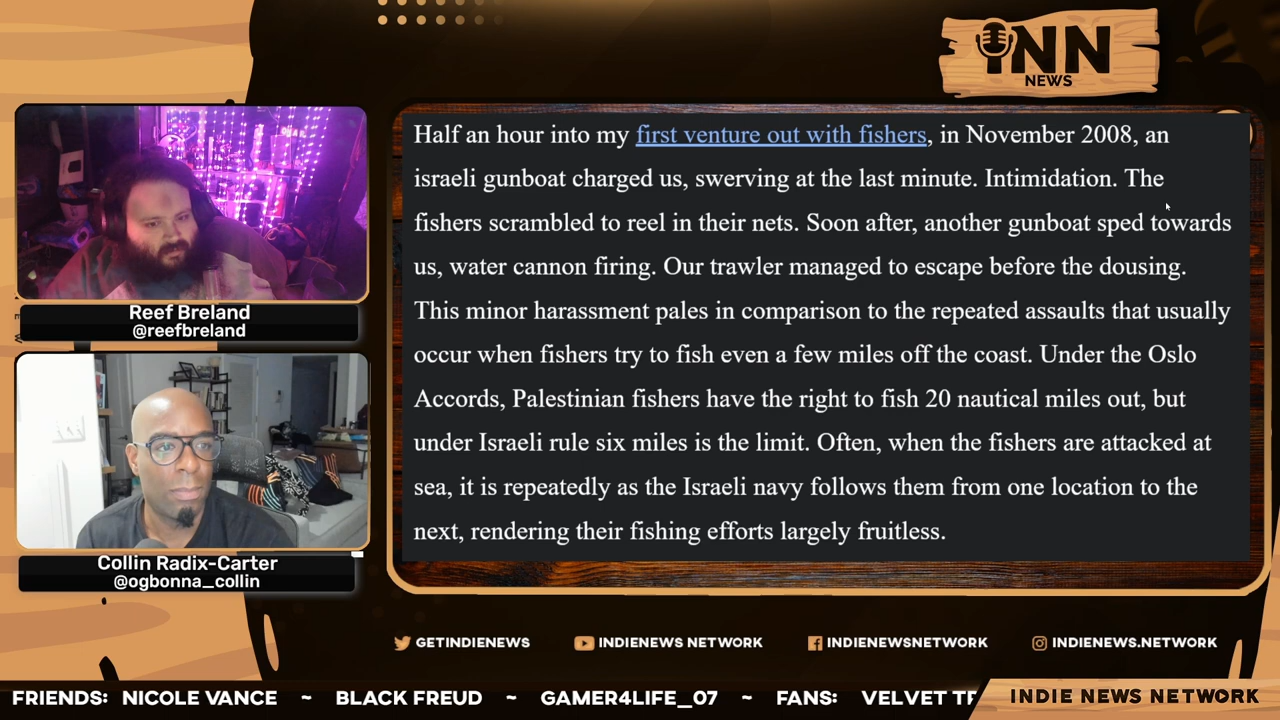 INN
NEWS
Half an hour into my first venture out with fishers, in November 2008, an
israeli gunboat charged us, swerving at the last minute. Intimidation. The
fishers scrambled to reel in their nets. Soon after, another gunboat sped towards
us, water cannon firing. Our trawler managed to escape before the dousing.
This minor harassment pales in comparison to the repeated assaults that usually
occur when fishers try to fish even a few miles off the coast. Under the Oslo
Accords, Palestinian fishers have the right to fish 20 nautical miles out, but
under Israeli rule six miles is the limit. Often, when the fishers are attacked at
sea, it is repeatedly as the Israeli navy follows them from one location to the
next, rendering their fishing efforts largely fruitless.
Reef Breland
@reefbreland
Collin Radix-Carter
@ogbonna_collin
GETINDIENEWS
INDIENEWS NETWORK
INDIENEWSNETWORK
INDIENEWS.NETWORK
FRIENDS: NICOLE VANCE ~ BLACK FREUD ~ GAMER4LIFE_07 ~ FANS: VELVET
INDIE NEWS NETWORK